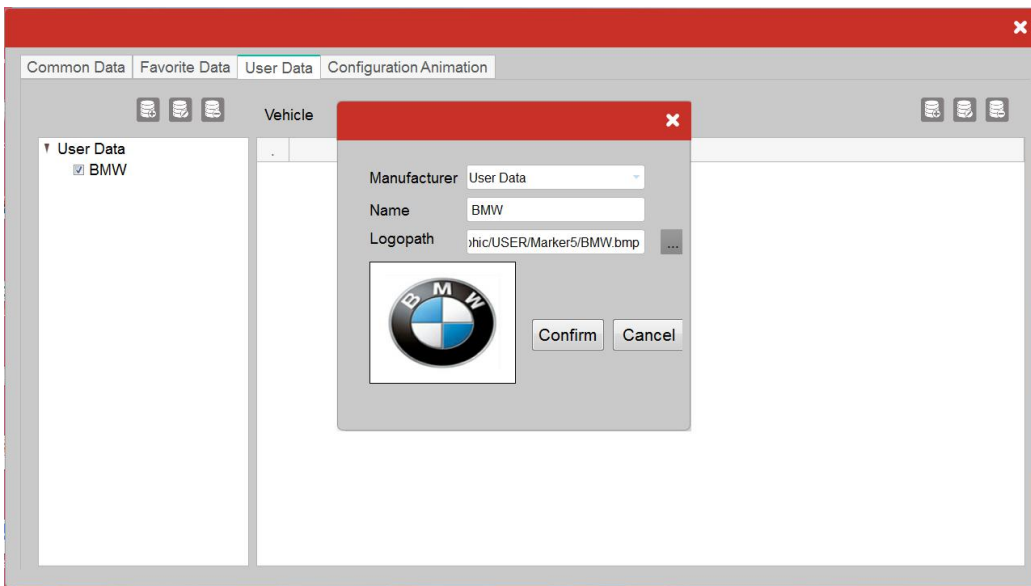 Common Data Favorite Data User Data Configuration Animation
Vehicle
User Data
BMW
.
Manufacturer User Data
Name BMW
Logopath phic/USER/Marker5/BMW.bmp ...
BMW
Confirm Cancel